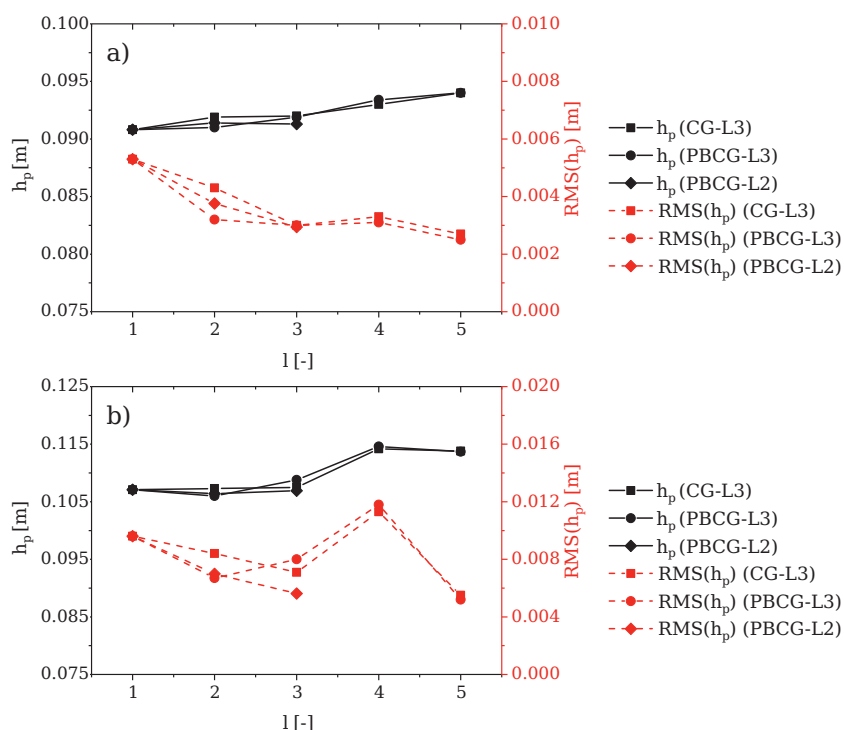 a)
0.100
0.095
0.090
0.085
0.080
0.075
h_p [m]
0.010
0.008
0.006
0.004
0.002
0.000
RMS(h_p) [m]
1 2 3 4 5
l [-]
h_p (CG-L3)
h_p (PBCG-L3)
h_p (PBCG-L2)
RMS(h_p) (CG-L3)
RMS(h_p) (PBCG-L3)
RMS(h_p) (PBCG-L2)
b)
0.125
0.115
0.105
0.095
0.085
0.075
h_p [m]
0.020
0.016
0.012
0.008
0.004
0.000
RMS(h_p) [m]
1 2 3 4 5
l [-]
h_p (CG-L3)
h_p (PBCG-L3)
h_p (PBCG-L2)
RMS(h_p) (CG-L3)
RMS(h_p) (PBCG-L3)
RMS(h_p) (PBCG-L2)